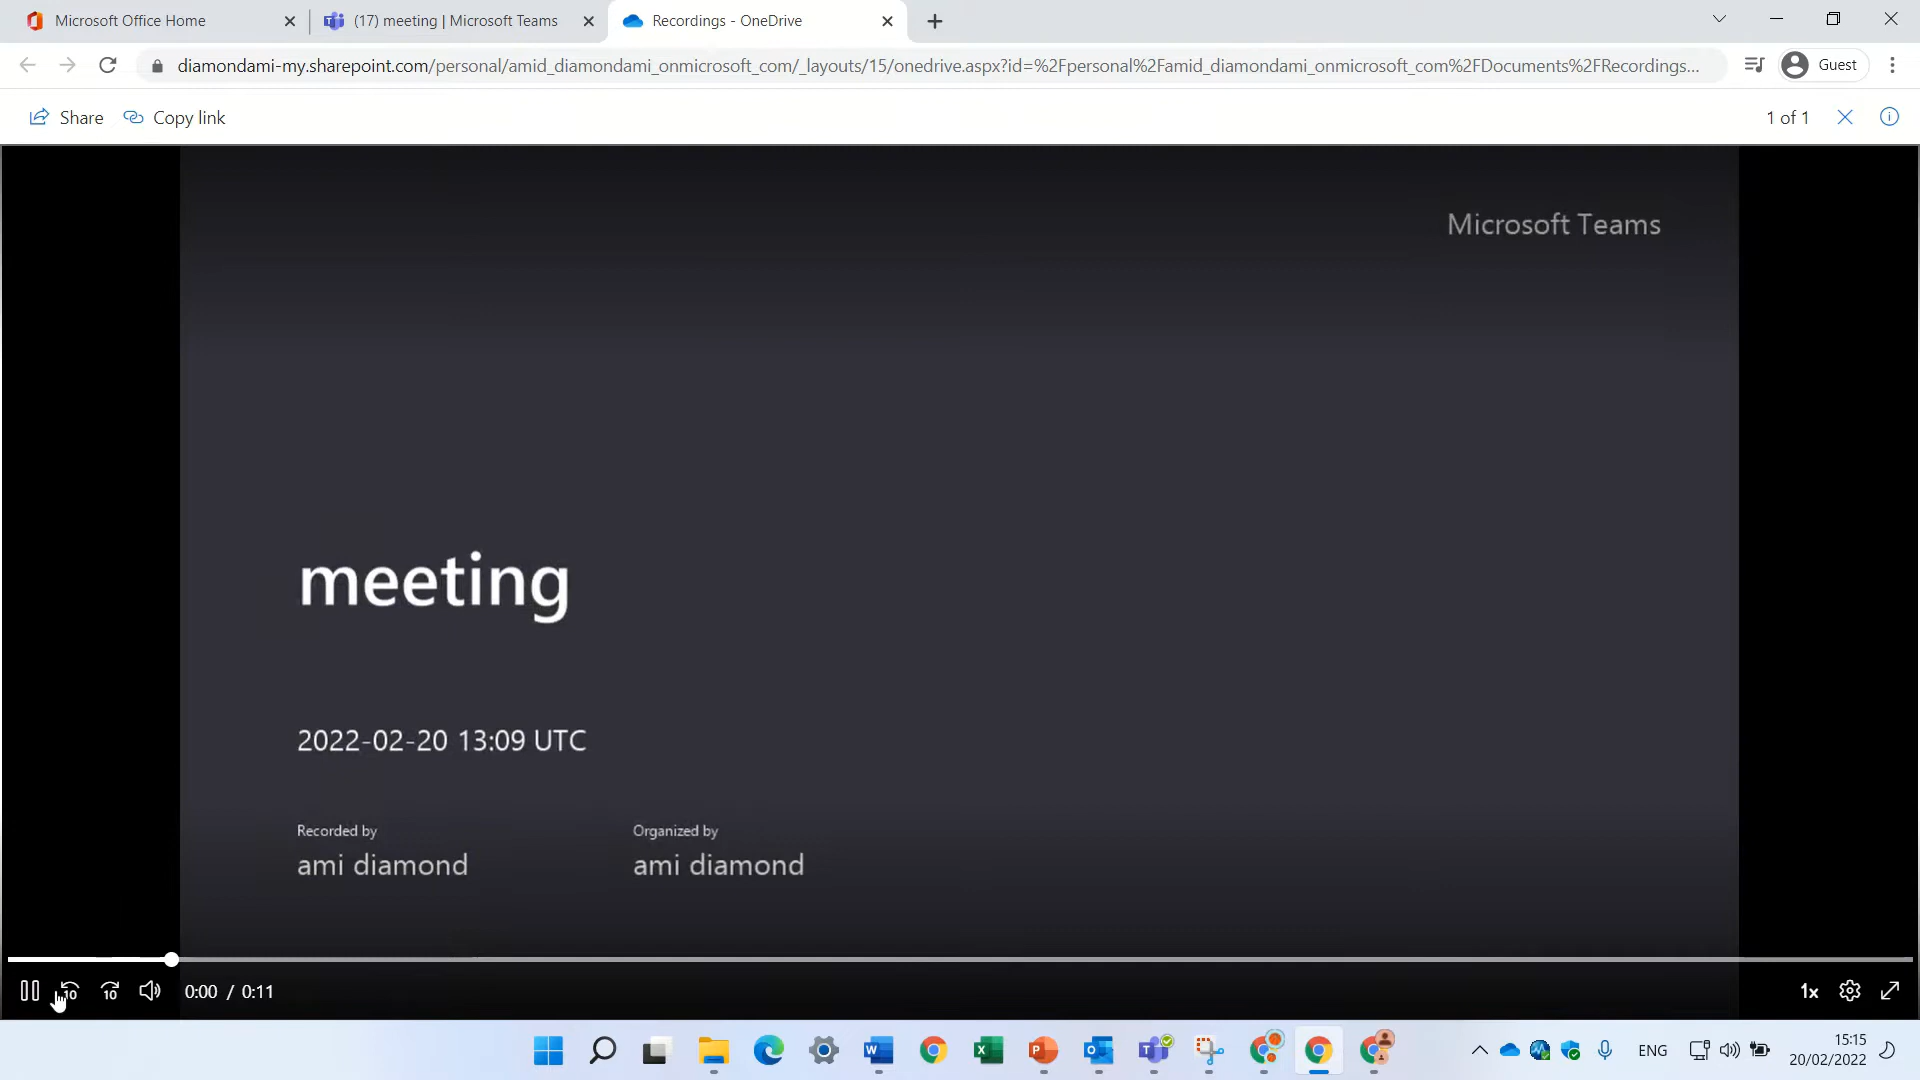 Microsoft Office Home
(17) meeting | Microsoft Teams
Recordings - OneDrive
diamondami-my.sharepoint.com/personal/amid_diamondami_onmicrosoft_com/_layouts/15/onedrive.aspx?id=%2Fpersonal%2Famid_diamondami_onmicrosoft_com%2FDocuments%2FRecordings...
Guest
Share
Copy link
1 of 1
Microsoft Teams
meeting
2022-02-20 13:09 UTC
Recorded by
Organized by
ami diamond
ami diamond
10
10
0:00 / 0:11
1x
ENG
15:15
20/02/2022